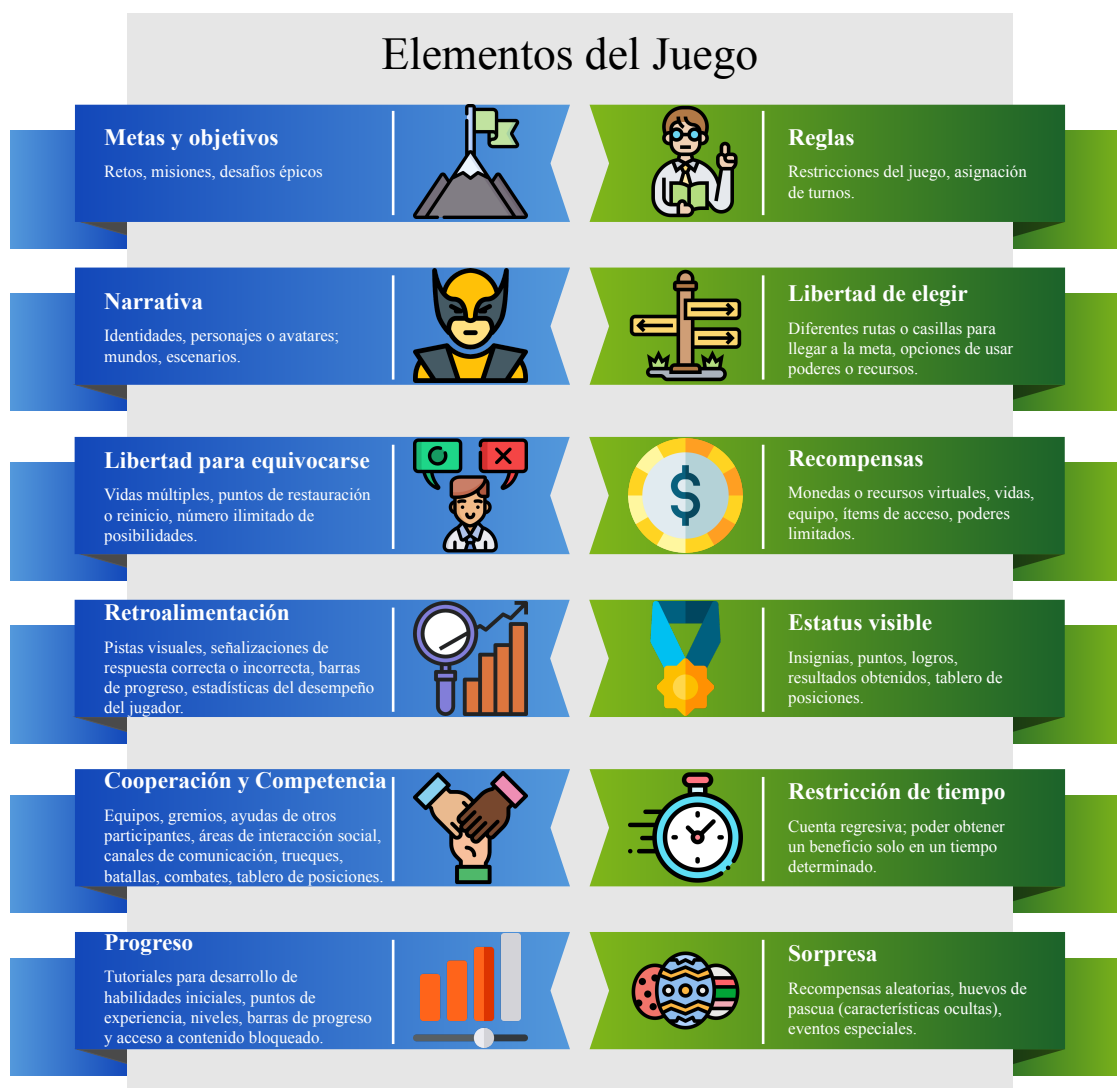 Elementos del Juego
Metas y objetivos
Retos, misiones, desafíos épicos
Reglas
Restricciones del juego, asignación
de turnos.
Narrativa
Identidades, personajes o avatares;
mundos, escenarios.
Libertad de elegir
Diferentes rutas o casillas para
llegar a la meta, opciones de usar
poderes o recursos.
Libertad para equivocarse
Vidas múltiples, puntos de restauración
o reinicio, número ilimitado de
posibilidades.
Recompensas
Monedas o recursos virtuales, vidas,
equipo, ítems de acceso, poderes
limitados.
Retroalimentación
Pistas visuales, señalizaciones de
respuesta correcta o incorrecta, barras
de progreso, estadísticas del desempeño
del jugador.
Estatus visible
Insignias, puntos, logros,
resultados obtenidos, tablero de
posiciones.
Cooperación y Competencia
Equipos, gremios, ayudas de otros
participantes, áreas de interacción social,
canales de comunicación, trueques,
batallas, combates, tablero de posiciones.
Restricción de tiempo
Cuenta regresiva; poder obtener
un beneficio solo en un tiempo
determinado.
Progreso
Tutoriales para desarrollo de
habilidades iniciales, puntos de
experiencia, niveles, barras de progreso
y acceso a contenido bloqueado.
Sorpresa
Recompensas aleatorias, huevos de
pascua (características ocultas),
eventos especiales.